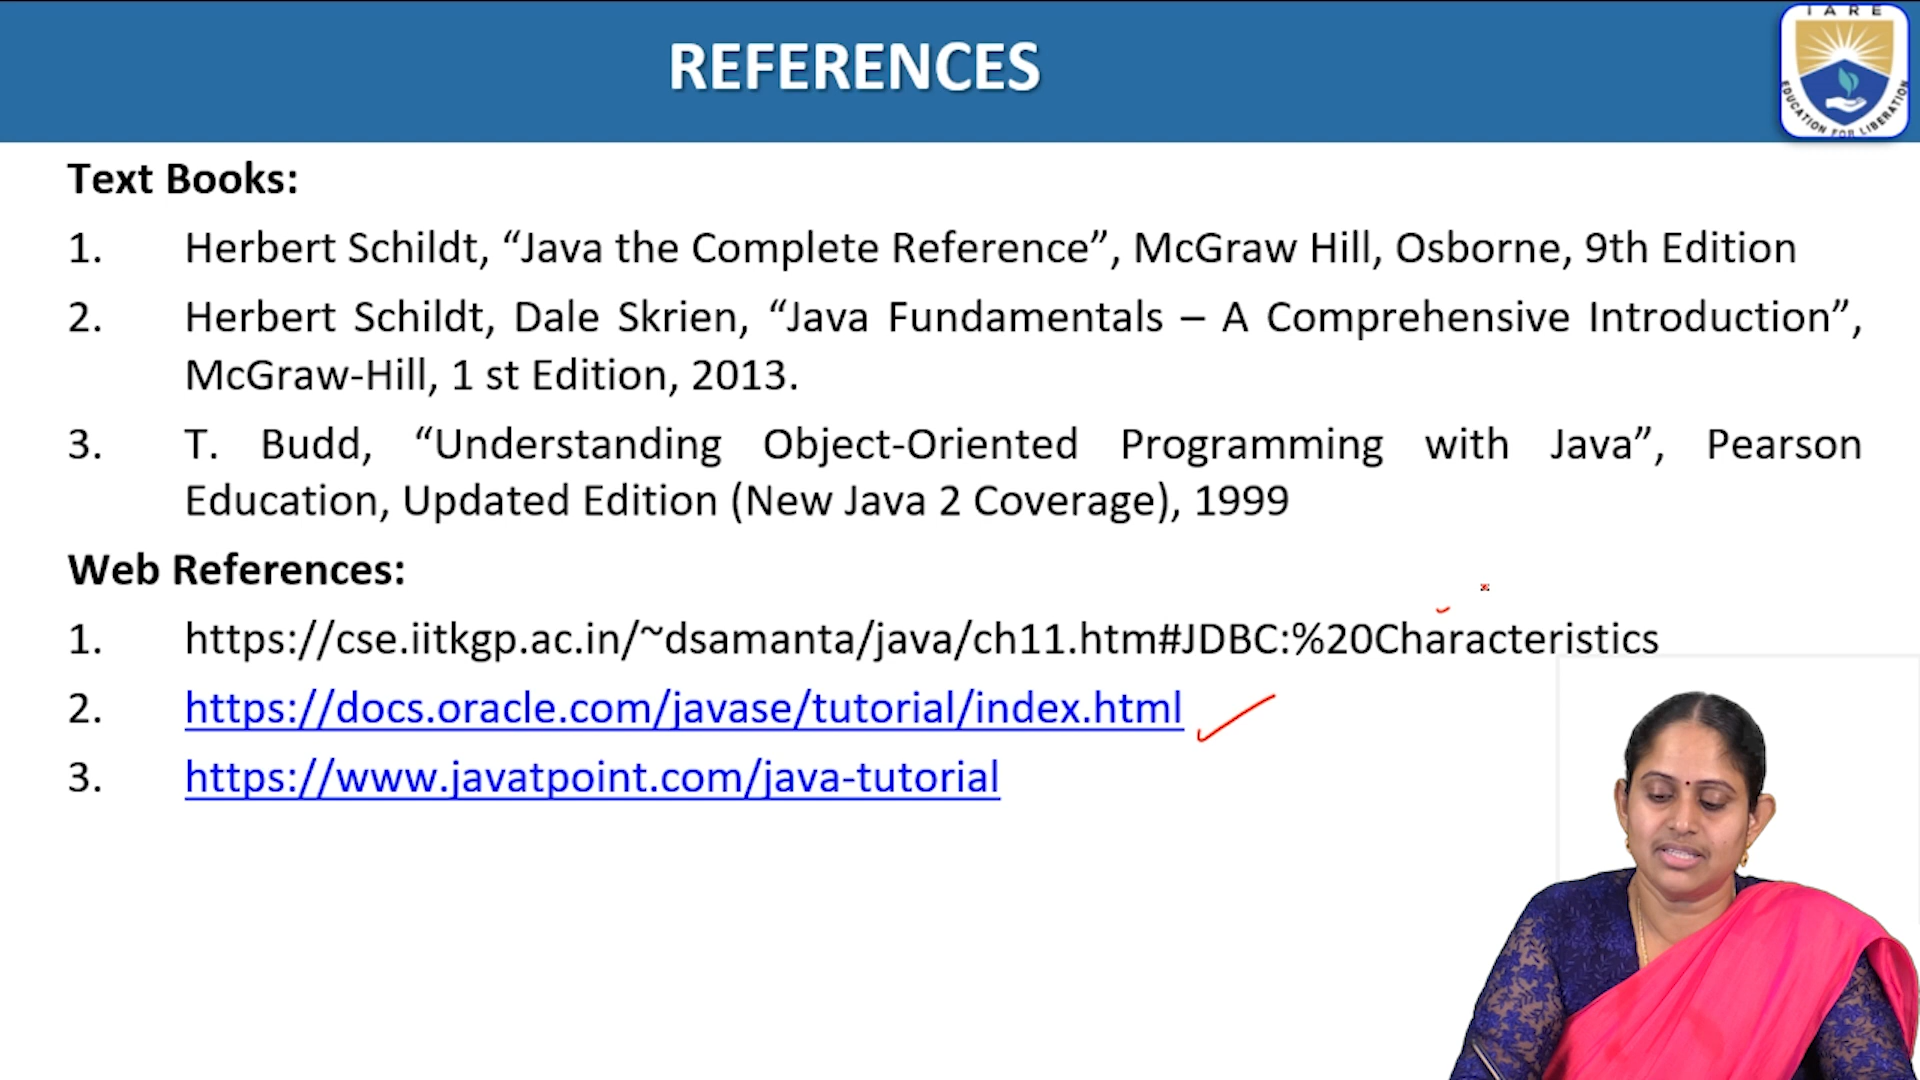 REFERENCES
IARE
EDUCATION FOR LIBERATION
Text Books:
1. Herbert Schildt, “Java the Complete Reference”, McGraw Hill, Osborne, 9th Edition
2. Herbert Schildt, Dale Skrien, “Java Fundamentals – A Comprehensive Introduction”,
McGraw-Hill, 1 st Edition, 2013.
3. T. Budd, “Understanding Object-Oriented Programming with Java”, Pearson
Education, Updated Edition (New Java 2 Coverage), 1999
Web References:
1. https://cse.iitkgp.ac.in/~dsamanta/java/ch11.htm#JDBC:%20Characteristics
2. https://docs.oracle.com/javase/tutorial/index.html
3. https://www.javatpoint.com/java-tutorial